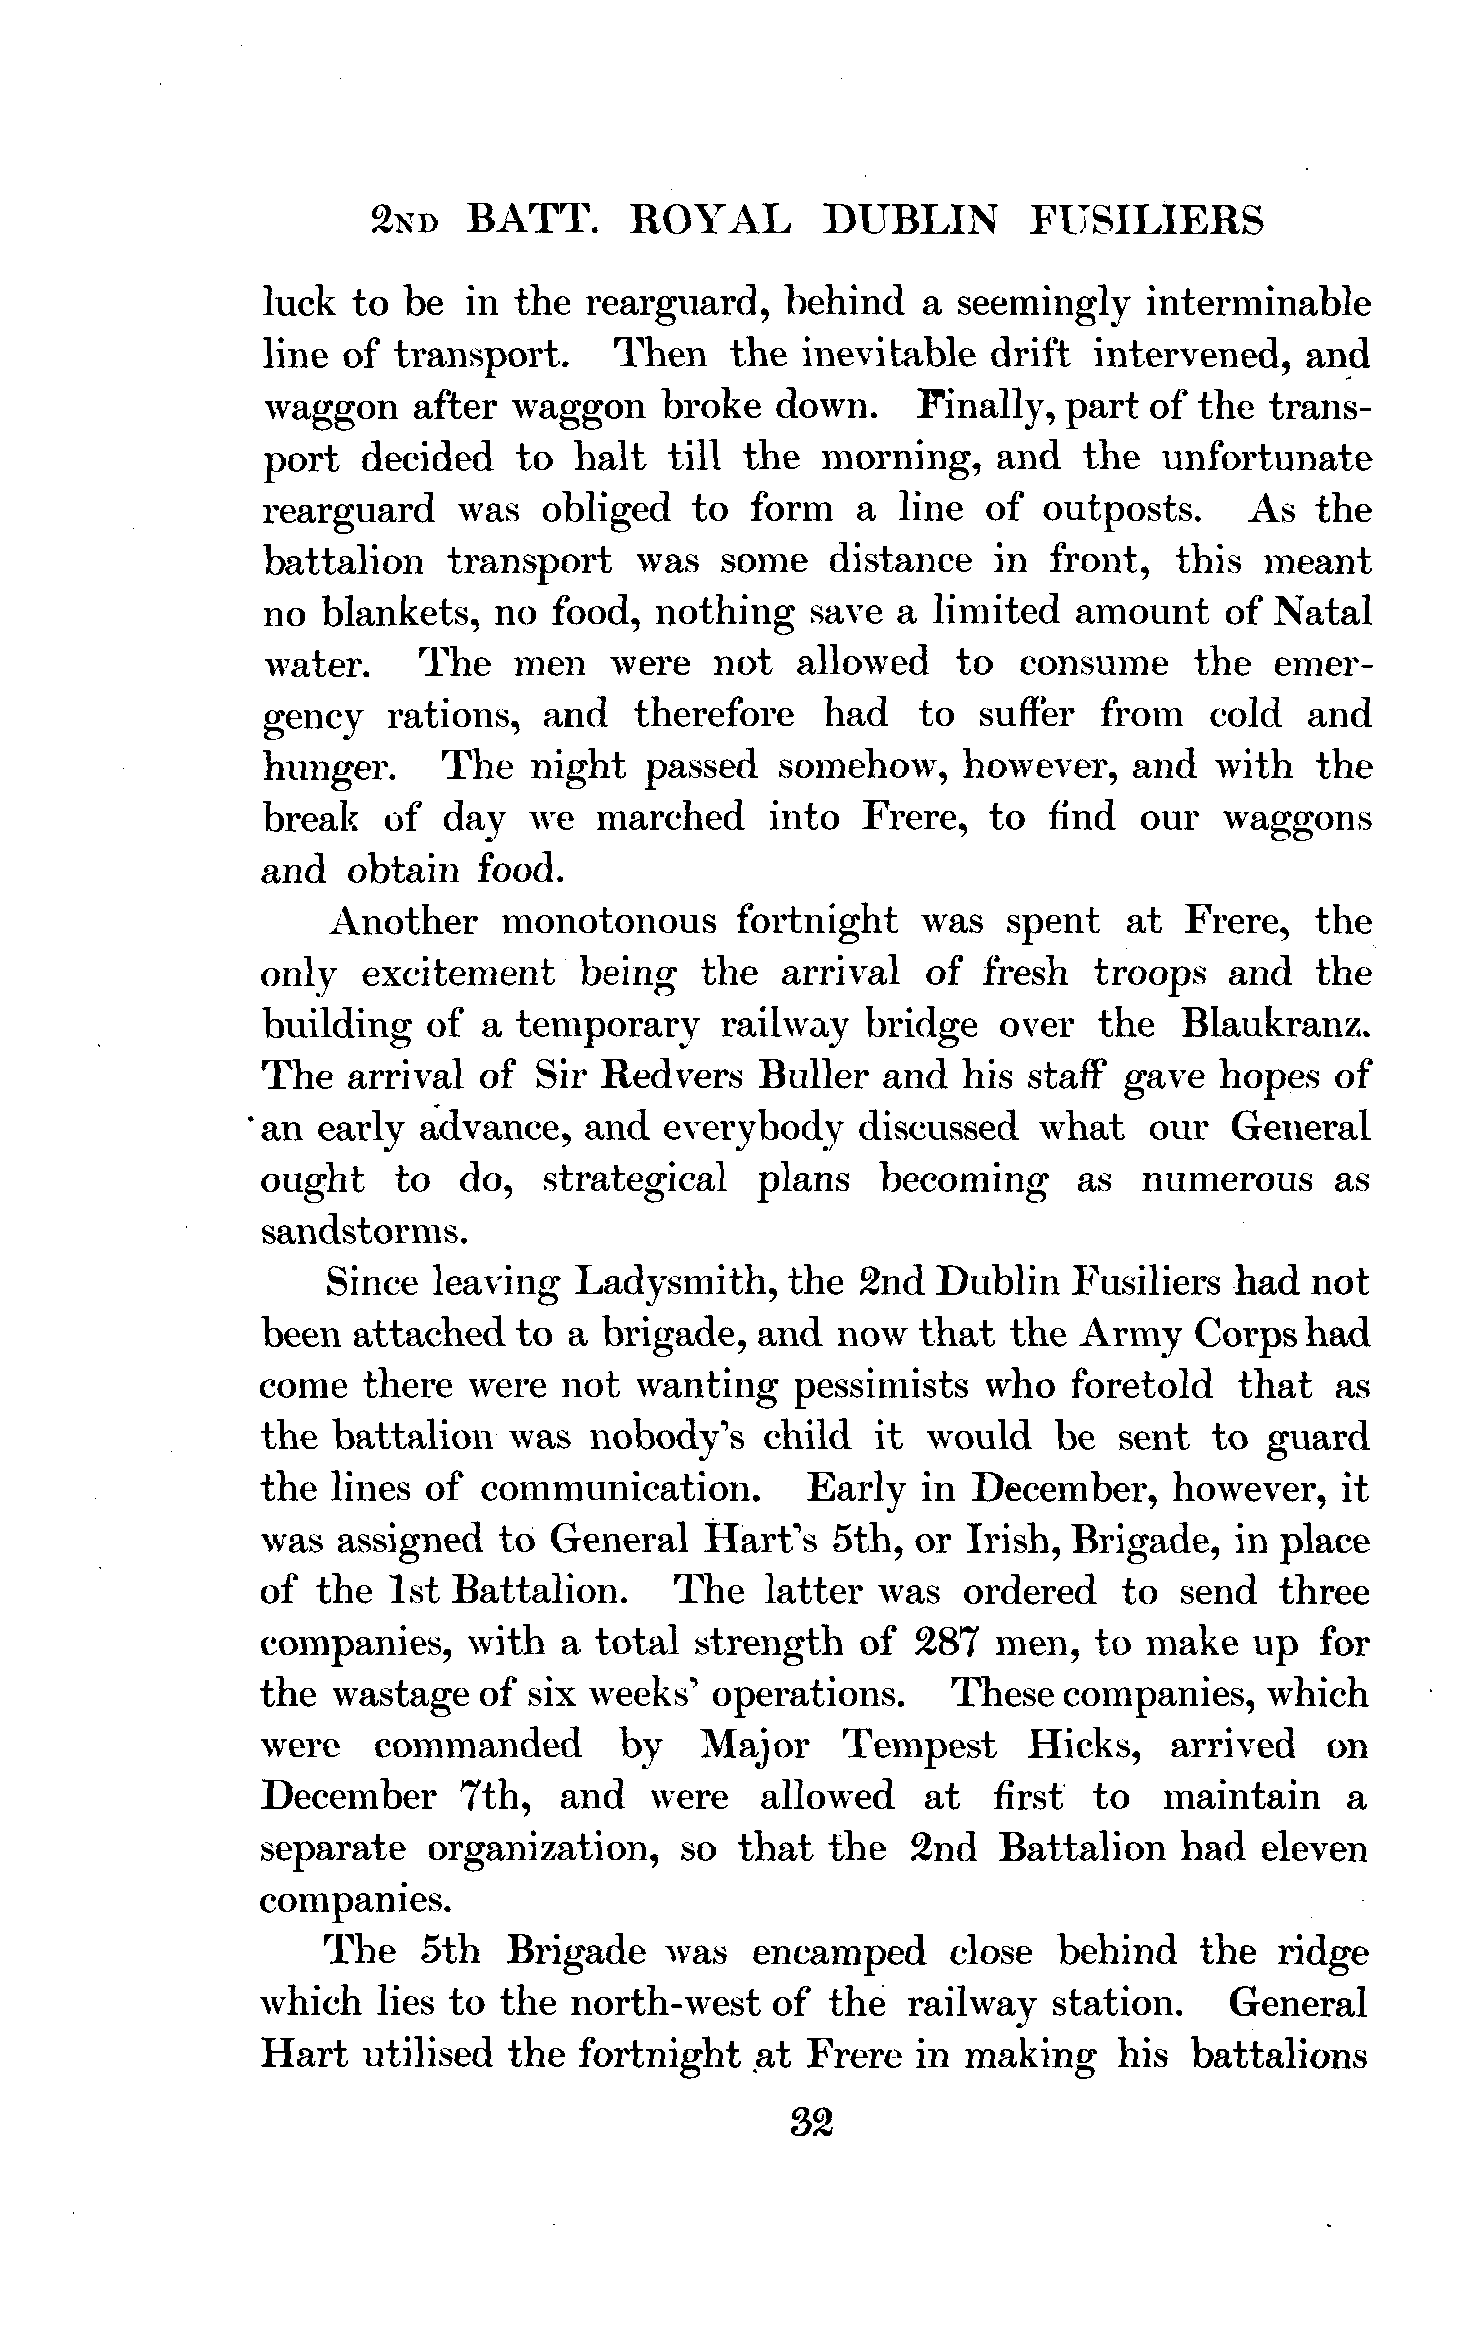 2ND BATT. ROYAL DUBLIN FUSILIERS
luck to be in the rearguard, behind a seemingly interminable
line of transport. Then the inevitable drift intervened, and
waggon after waggon broke down. Finally, part of the trans-
port decided to halt till the morning, and the unfortunate
rearguard was obliged to form a line of outposts. As the
battalion transport was some distance in front, this meant
no blankets, no food, nothing save a limited amount of Natal
water. The men were not allowed to consume the emer-
gency rations, and therefore had to suffer from cold and
hunger. The night passed somehow, however, and with the
break of day we marched into Frere, to find our waggons
and obtain food.
Another monotonous fortnight was spent at Frere, the
only excitement being the arrival of fresh troops and the
building of a temporary railway bridge over the Blaukranz.
The arrival of Sir Redvers Buller and his staff gave hopes of
an early advance, and everybody discussed what our General
ought to do, strategical plans becoming as numerous as
sandstorms.
Since leaving Ladysmith, the 2nd Dublin Fusiliers had not
been attached to a brigade, and now that the Army Corps had
come there were not wanting pessimists who foretold that as
the battalion was nobody's child it would be sent to guard
the lines of communication. Early in December, however, it
was assigned to General Hart's 5th, or Irish, Brigade, in place
of the 1st Battalion. The latter was ordered to send three
companies, with a total strength of 287 men, to make up for
the wastage of six weeks' operations. These companies, which
were commanded by Major Tempest Hicks, arrived on
December 7th, and were allowed at first to maintain a
separate organization, so that the 2nd Battalion had eleven
companies.
The 5th Brigade was encamped close behind the ridge
which lies to the north-west of the railway station. General
Hart utilised the fortnight at Frere in making his battalions
32